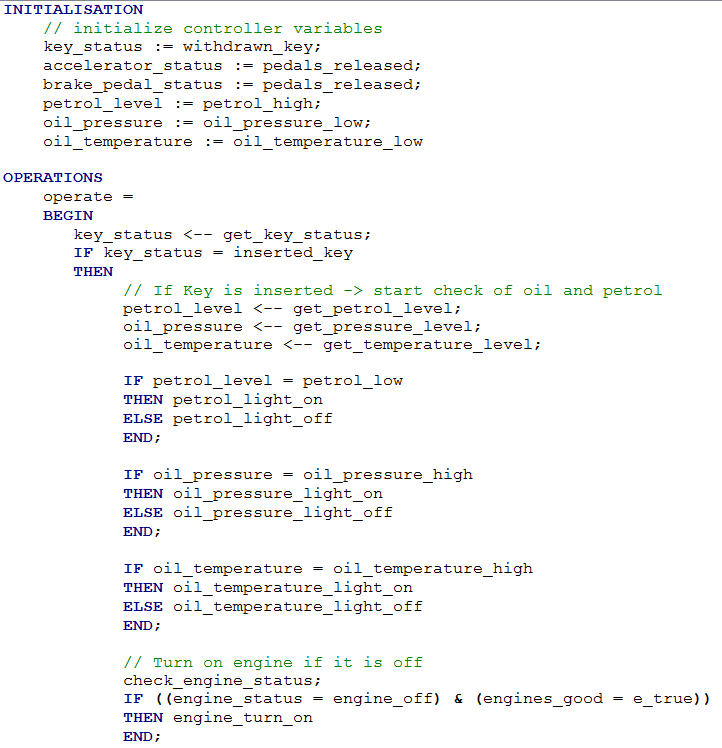 INITIALISATION
// initialize controller variables
key_status := withdrawn_key;
accelerator_status := pedals_released;
brake_pedal_status := pedals_released;
petrol_level := petrol_high;
oil_pressure := oil_pressure_low;
oil_temperature := oil_temperature_low
OPERATIONS
operate =
BEGIN
key_status <-- get_key_status;
IF key_status = inserted_key
THEN
// If Key is inserted -> start check of oil and petrol
petrol_level <-- get_petrol_level;
oil_pressure <-- get_pressure_level;
oil_temperature <-- get_temperature_level;
IF petrol_level = petrol_low
THEN petrol_light_on
ELSE petrol_light_off
END;
IF oil_pressure = oil_pressure_high
THEN oil_pressure_light_on
ELSE oil_pressure_light_off
END;
IF oil_temperature = oil_temperature_high
THEN oil_temperature_light_on
ELSE oil_temperature_light_off
END;
// Turn on engine if it is off
check_engine_status;
IF ((engine_status = engine_off) & (engines_good = e_true))
THEN engine_turn_on
END;